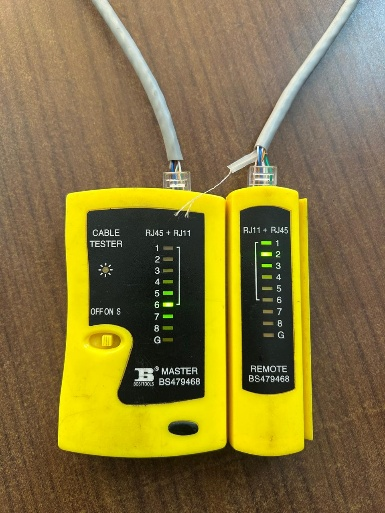 CABLE
TESTER
OFF ON S
RJ45 + RJ11
1
2
3
4
5
6
7
8
G
B®
BOSITOOLS
MASTER
BS479468
RJ11 + RJ45
1
2
3
4
5
6
7
8
G
REMOTE
BS479468